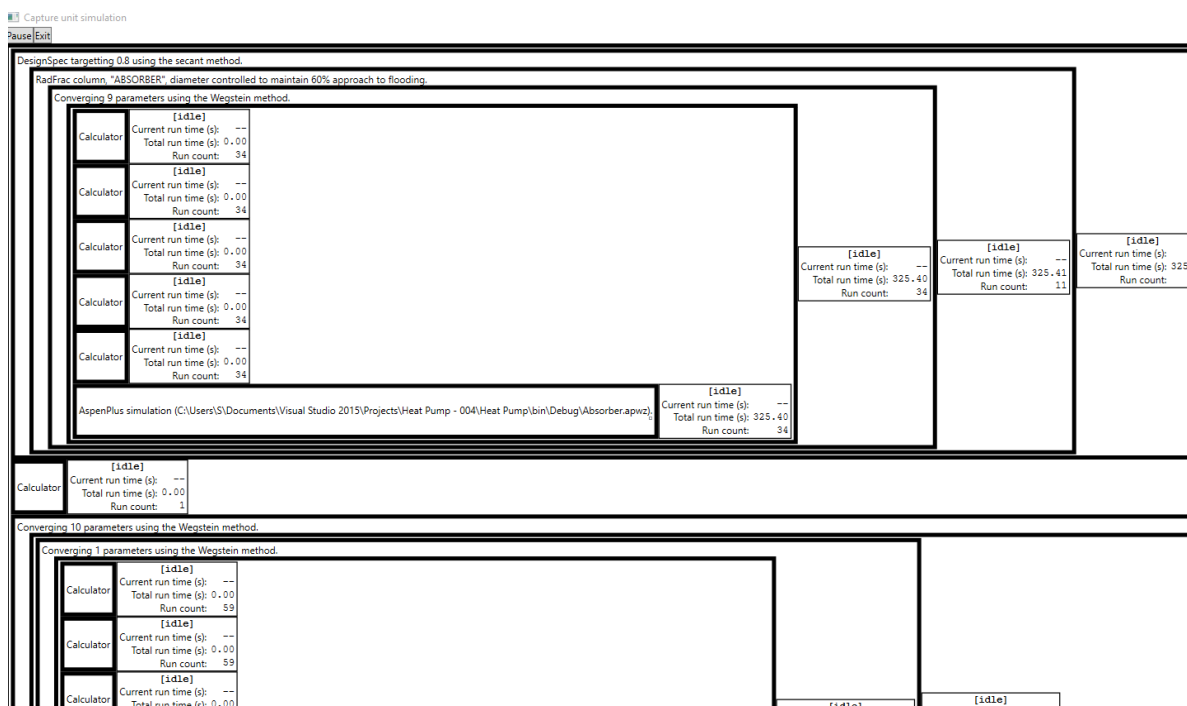 Capture unit simulation
Pause Exit
DesignSpec targetting 0.8 using the secant method.
RadFrac column, "ABSORBER", diameter controlled to maintain 60% approach to flooding.
Converging 9 parameters using the Wegstein method.
Calculator
[idle]
Current run time (s): --
Total run time (s): 0.00
Run count: 34
Calculator
[idle]
Current run time (s): --
Total run time (s): 0.00
Run count: 34
Calculator
[idle]
Current run time (s): --
Total run time (s): 0.00
Run count: 34
Calculator
[idle]
Current run time (s): --
Total run time (s): 0.00
Run count: 34
Calculator
[idle]
Current run time (s): --
Total run time (s): 0.00
Run count: 34
AspenPlus simulation (C:\Users\S\Documents\Visual Studio 2015\Projects\Heat Pump - 004\Heat Pump\bin\Debug\Absorber.apwz).
[idle]
Current run time (s): --
Total run time (s): 325.40
Run count: 34
[idle]
Current run time (s): --
Total run time (s): 325.40
Run count: 34
[idle]
Current run time (s): --
Total run time (s): 325.41
Run count: 11
[idle]
Current run time (s):
Total run time (s): 325
Run count:
Calculator
[idle]
Current run time (s): --
Total run time (s): 0.00
Run count: 1
Converging 10 parameters using the Wegstein method.
Converging 1 parameters using the Wegstein method.
Calculator
[idle]
Current run time (s): --
Total run time (s): 0.00
Run count: 59
Calculator
[idle]
Current run time (s): --
Total run time (s): 0.00
Run count: 59
Calculator
[idle]
Current run time (s): --
Total run time (s): 0.00
[idle]
[idle]